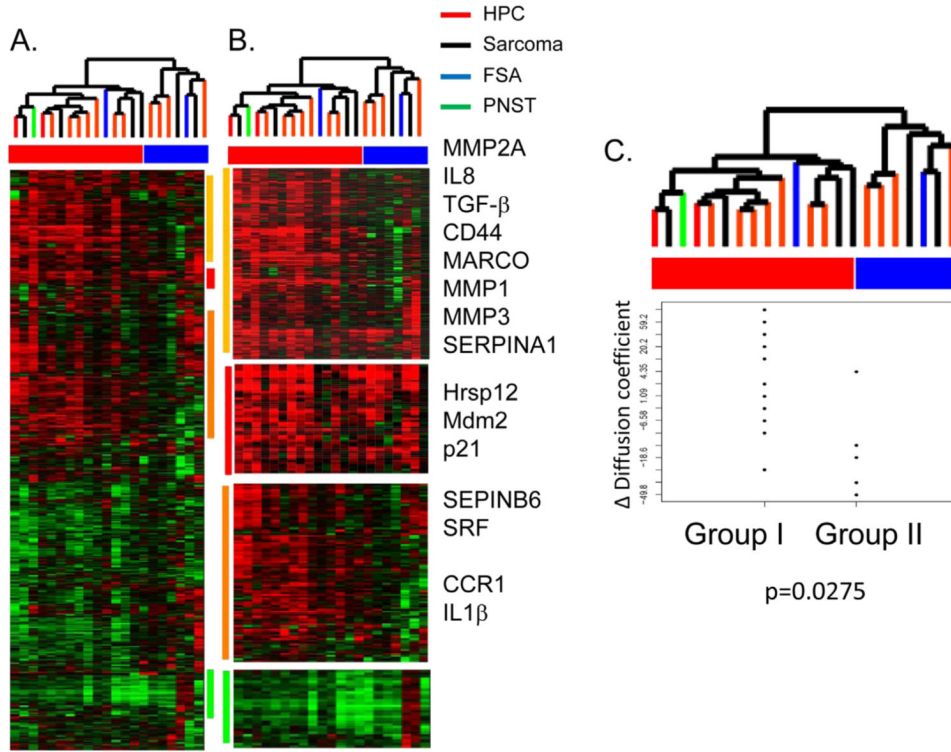 A.
B.
HPC
Sarcoma
FSA
PNST
MMP2A
IL8
TGF-β
CD44
MARCO
MMP1
MMP3
SERPINA1
Hrsp12
Mdm2
p21
SEPINB6
SRF
CCR1
IL1β
C.
Δ Diffusion coefficient
59.2
20.2
4.35
1.09
-6.58
-18.6
-49.8
Group I
Group II
p=0.0275